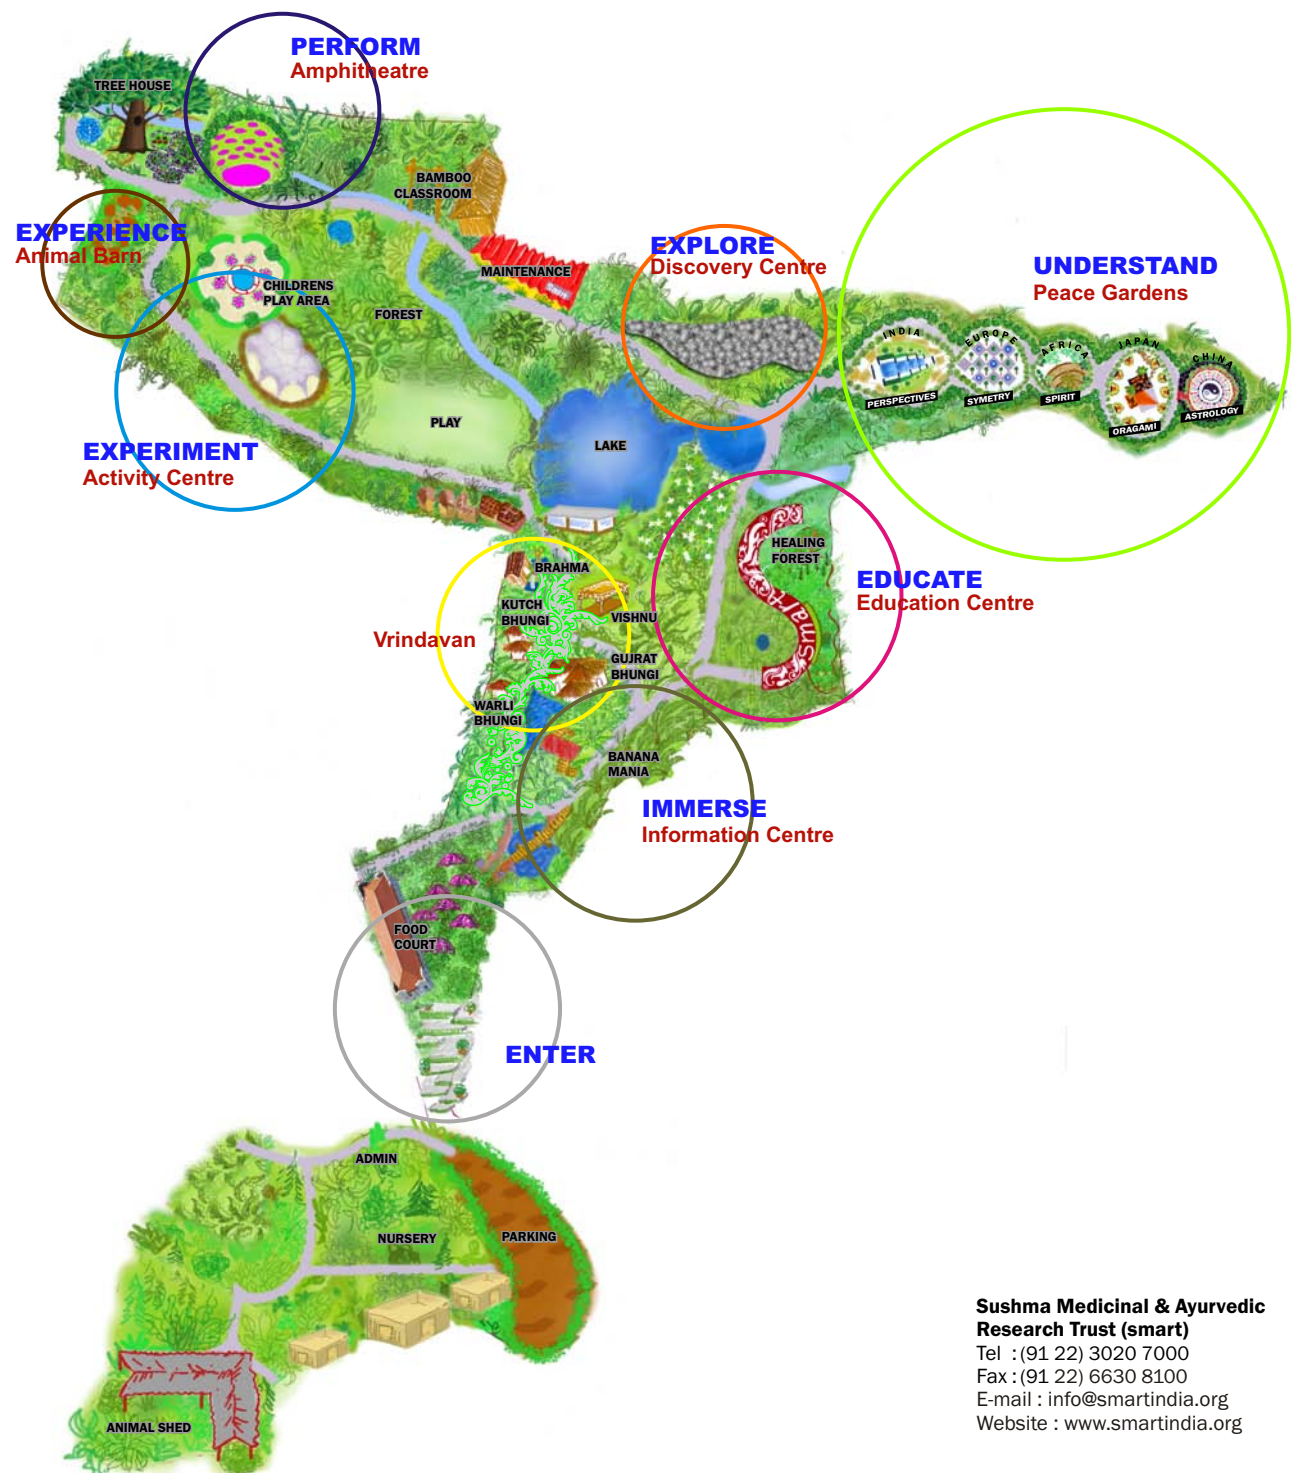 PERFORM
Amphitheatre
TREE HOUSE
BAMBOO
CLASSROOM
EXPERIENCE
Animal Barn
EXPLORE
Discovery Centre
UNDERSTAND
Peace Gardens
MAINTENANCE
CHILDRENS
PLAY AREA
FOREST
INDIA
EUROPE
AFRICA
JAPAN
CHINA
PERSPECTIVES
SYMETRY
SPIRIT
ORAGAMI
ASTROLOGY
PLAY
LAKE
EXPERIMENT
Activity Centre
HEALING
FOREST
smaRt
EDUCATE
Education Centre
BRAHMA
KUTCH
BHUNGI
VISHNU
Vrindavan
GUJRAT
BHUNGI
WARLI
BHUNGI
BANANA
MANIA
IMMERSE
Information Centre
FOOD
COURT
ENTER
ADMIN
NURSERY
PARKING
ANIMAL SHED
Sushma Medicinal & Ayurvedic
Research Trust (smart)
Tel : (91 22) 3020 7000
Fax : (91 22) 6630 8100
E-mail : info@smartindia.org
Website : www.smartindia.org